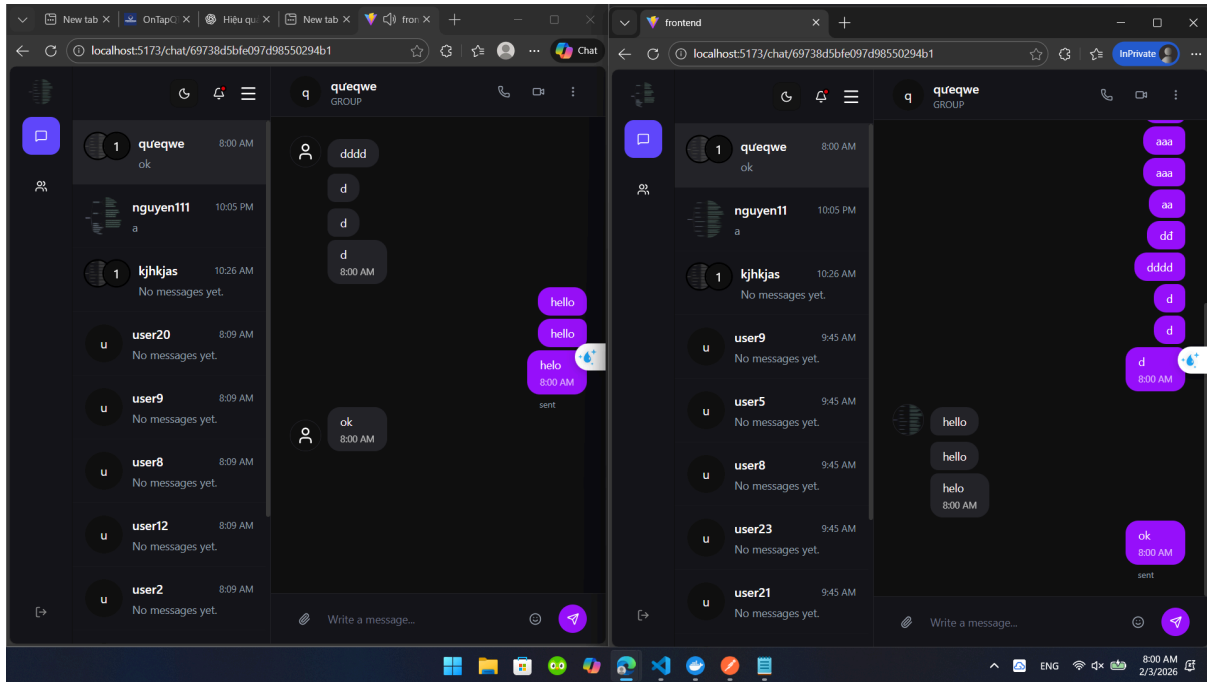 New tab
OnTapQ
Hiệu qu
New tab
fron
localhost:5173/chat/69738d5bfe097d98550294b1
Chat
1
qưeqwe
8:00 AM
ok
nguyen111
10:05 PM
a
1
kjhkjas
10:26 AM
No messages yet.
u
user20
8:09 AM
No messages yet.
u
user9
8:09 AM
No messages yet.
u
user8
8:09 AM
No messages yet.
u
user12
8:09 AM
No messages yet.
u
user2
8:09 AM
No messages yet.
q
qưeqwe
GROUP
dddd
d
d
d
8:00 AM
hello
hello
helo
8:00 AM
sent
ok
8:00 AM
Write a message...
frontend
localhost:5173/chat/69738d5bfe097d98550294b1
InPrivate
1
qưeqwe
8:00 AM
ok
nguyen11
10:05 PM
a
1
kjhkjas
10:26 AM
No messages yet.
u
user9
9:45 AM
No messages yet.
u
user5
9:45 AM
No messages yet.
u
user8
9:45 AM
No messages yet.
u
user23
9:45 AM
No messages yet.
u
user21
9:45 AM
No messages yet.
q
qưeqwe
GROUP
aaa
aaa
aa
dđ
dddd
d
d
d
8:00 AM
hello
hello
helo
8:00 AM
ok
8:00 AM
sent
Write a message...
ENG
8:00 AM
2/3/2026